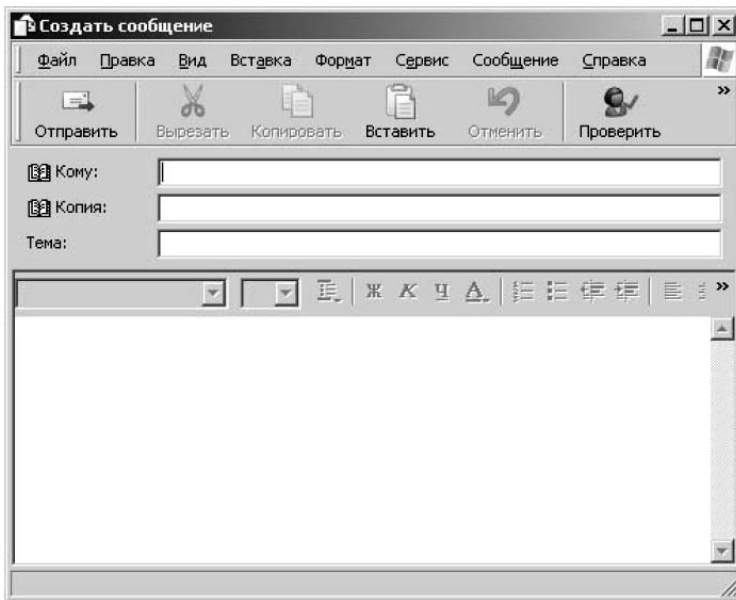 Создать сообщение
Файл Правка Вид Вставка Формат Сервис Сообщение Справка
Отправить Вырезать Копировать Вставить Отменить Проверить »
Кому:
Копия:
Тема:
Ж К Ч А »